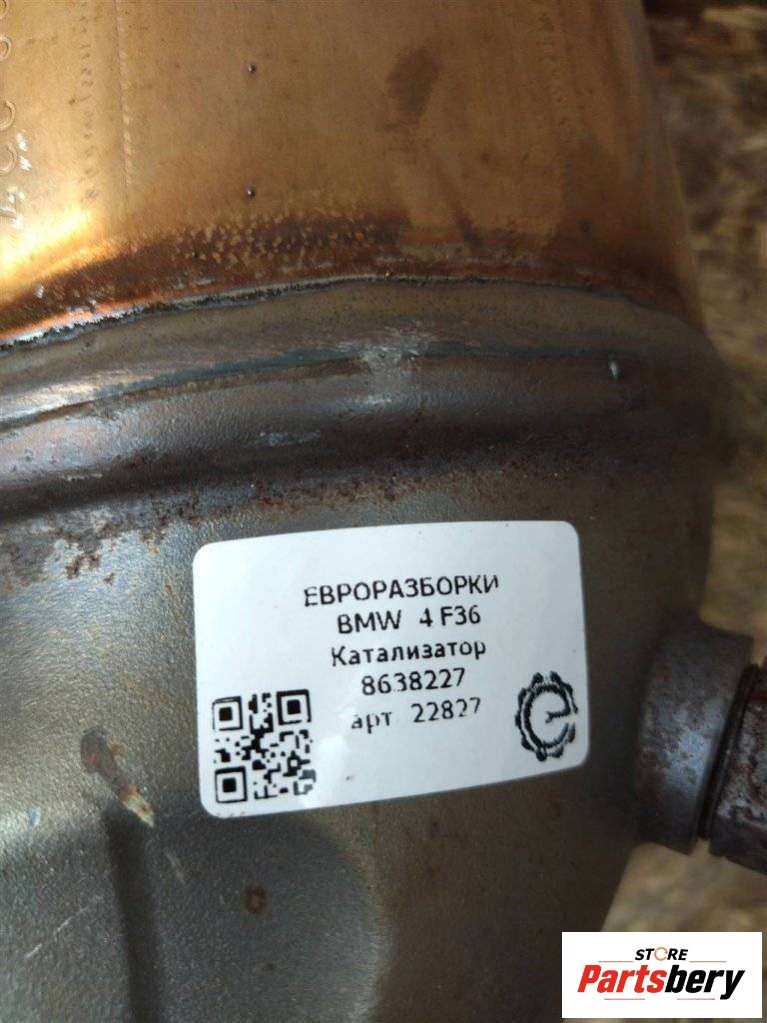 ЕВРОРАЗБОРКИ
BMW 4 F36
Катализатор
8638227
арт 22827
STORE
Partsbery